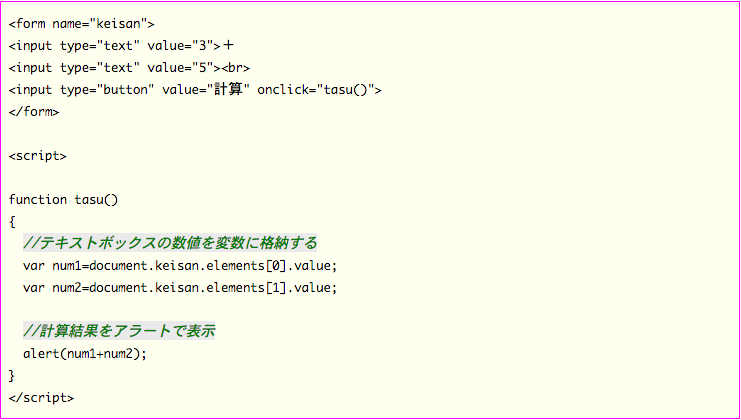 <form name="keisan">
<input type="text" value="3">＋
<input type="text" value="5"><br>
<input type="button" value="計算" onclick="tasu()">
</form>
<script>
function tasu()
{
//テキストボックスの数値を変数に格納する
var num1=document.keisan.elements[0].value;
var num2=document.keisan.elements[1].value;
//計算結果をアラートで表示
alert(num1+num2);
}
</script>